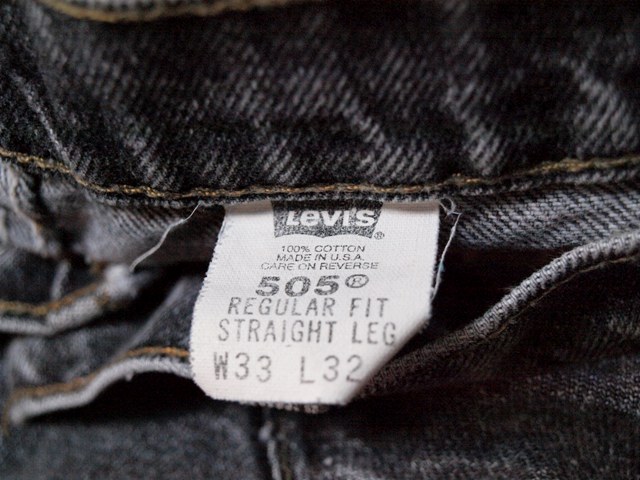 Levi's®
100% COTTON
MADE IN U.S.A.
CARE ON REVERSE
505®
REGULAR FIT
STRAIGHT LEG
W33 L32